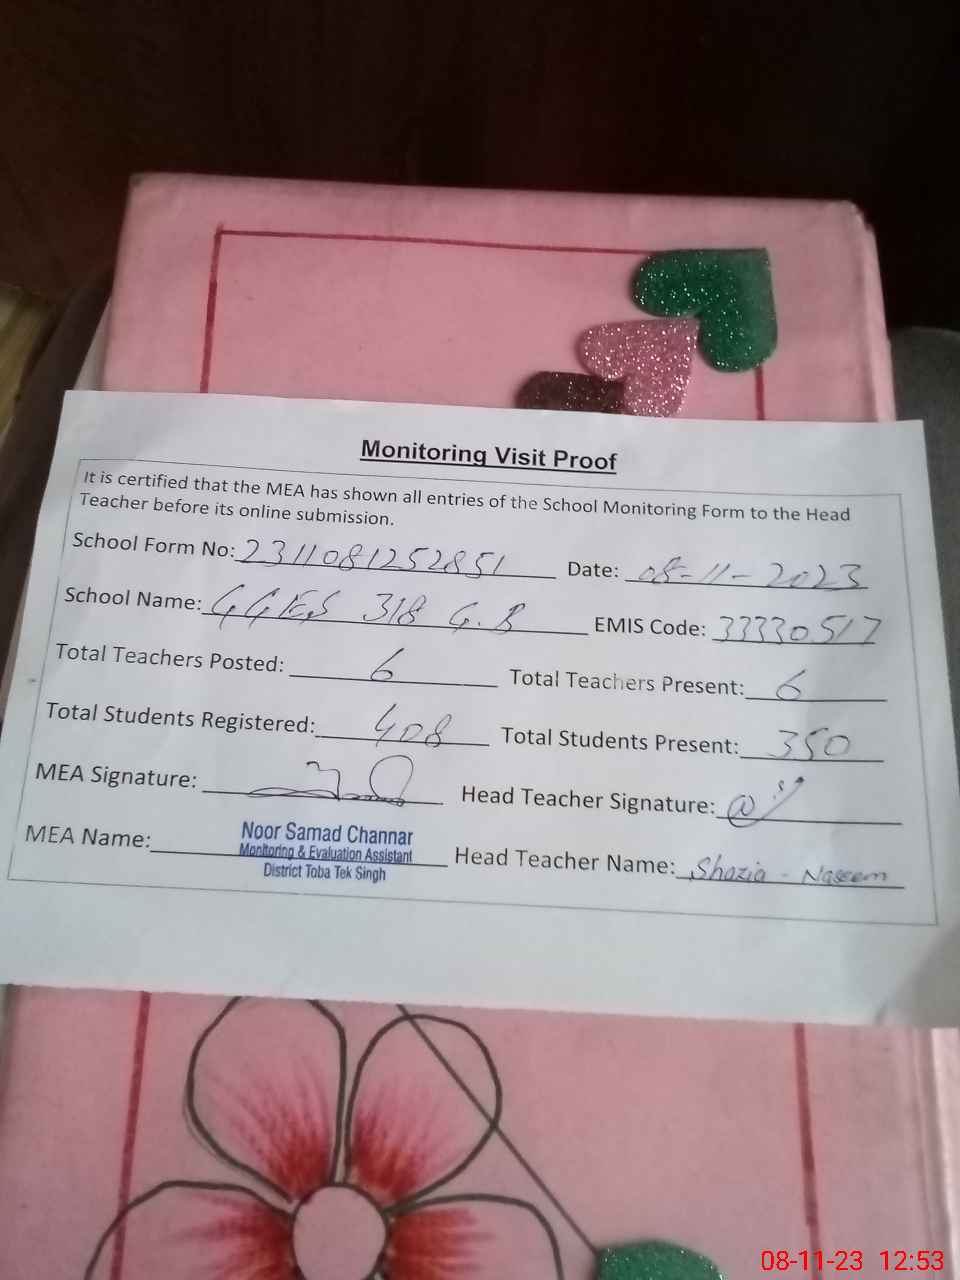 Monitoring Visit Proof
It is certified that the MEA has shown all entries of the School Monitoring Form to the Head
Teacher before its online submission.
School Form No: 2311081252851 Date: 08-11-2023
School Name: GGES 318 G.B EMIS Code: 33330517
Total Teachers Posted: 6 Total Teachers Present: 6
Total Students Registered: 408 Total Students Present: 350
MEA Signature: Head Teacher Signature:
MEA Name: Noor Samad Channar
Monitoring & Evaluation Assistant
District Toba Tek Singh
Head Teacher Name: Shazia - Naseem
08-11-23 12:53